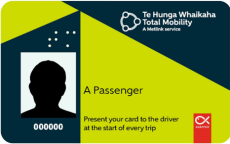 Te Hunga Whaikaha
Total Mobility
A Metlink service
A Passenger
000000
Present your card to the driver
at the start of every trip